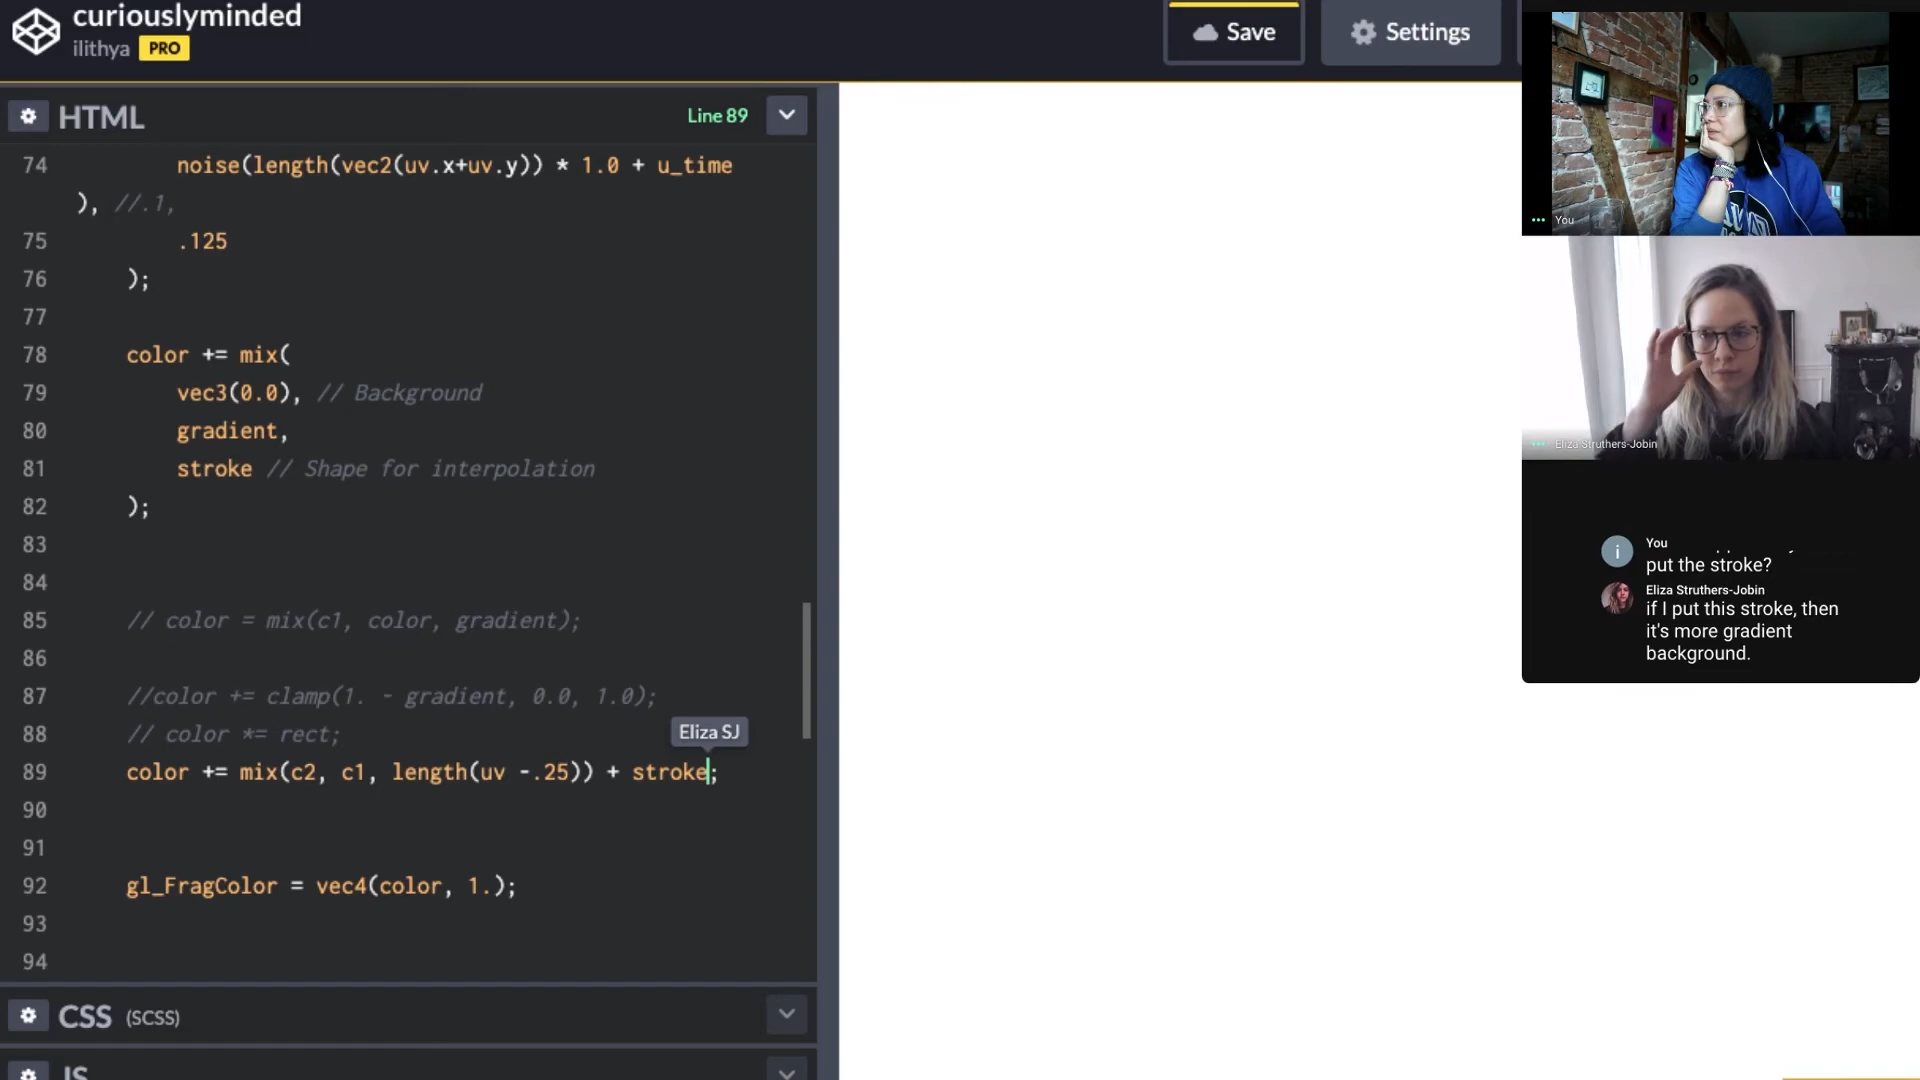 curiouslyminded
ilithya PRO
Save
Settings
HTML
Line 89
74 noise(length(vec2(uv.x+uv.y)) * 1.0 + u_time
), //.1,
75 .125
76 );
77
78 color += mix(
79 vec3(0.0), // Background
80 gradient,
81 stroke // Shape for interpolation
82 );
83
84
85 // color = mix(c1, color, gradient);
86
87 //color += clamp(1. - gradient, 0.0, 1.0);
88 // color *= rect;
Eliza SJ
89 color += mix(c2, c1, length(uv -.25)) + stroke;
90
91
92 gl_FragColor = vec4(color, 1.);
93
94
CSS (SCSS)
JS
You
Eliza Struthers-Jobin
i
You
put the stroke?
Eliza Struthers-Jobin
if I put this stroke, then
it's more gradient
background.